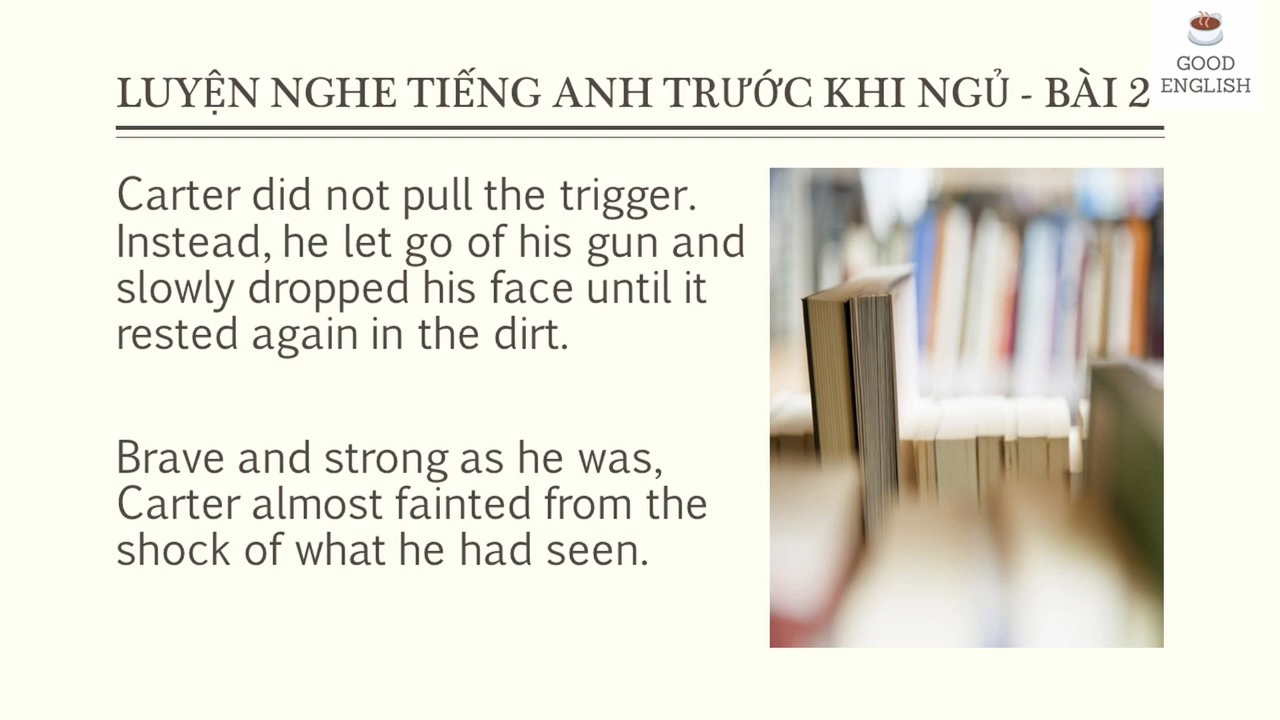 LUYỆN NGHE TIẾNG ANH TRƯỚC KHI NGỦ - BÀI 2
GOOD
ENGLISH
Carter did not pull the trigger.
Instead, he let go of his gun and
slowly dropped his face until it
rested again in the dirt.
Brave and strong as he was,
Carter almost fainted from the
shock of what he had seen.